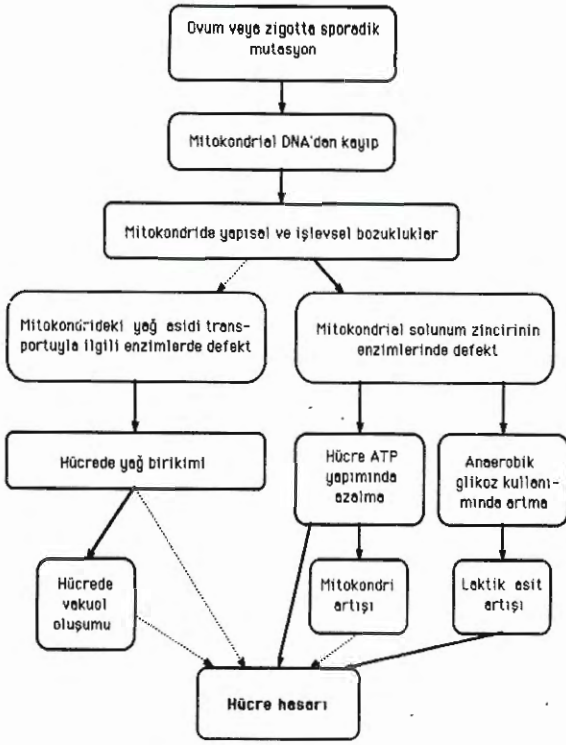 Ovum veya zigotta sporadik
mutasyon
Mitokondrial DNA'dan kayıp
Mitokondride yapısal ve işlevsel bozukluklar
Mitokondrideki yağ asidi trans-
portuyla ilgili enzimlerde defekt
Mitokondrial solunum zincirinin
enzimlerinde defekt
Hücrede yağ birikimi
Hücre ATP
yapımında
azalma
Anaerobik
glikoz kullanı-
mında artma
Hücrede
vakuol
oluşumu
Mitokondri
artışı
Laktik asit
artışı
Hücre hasarı